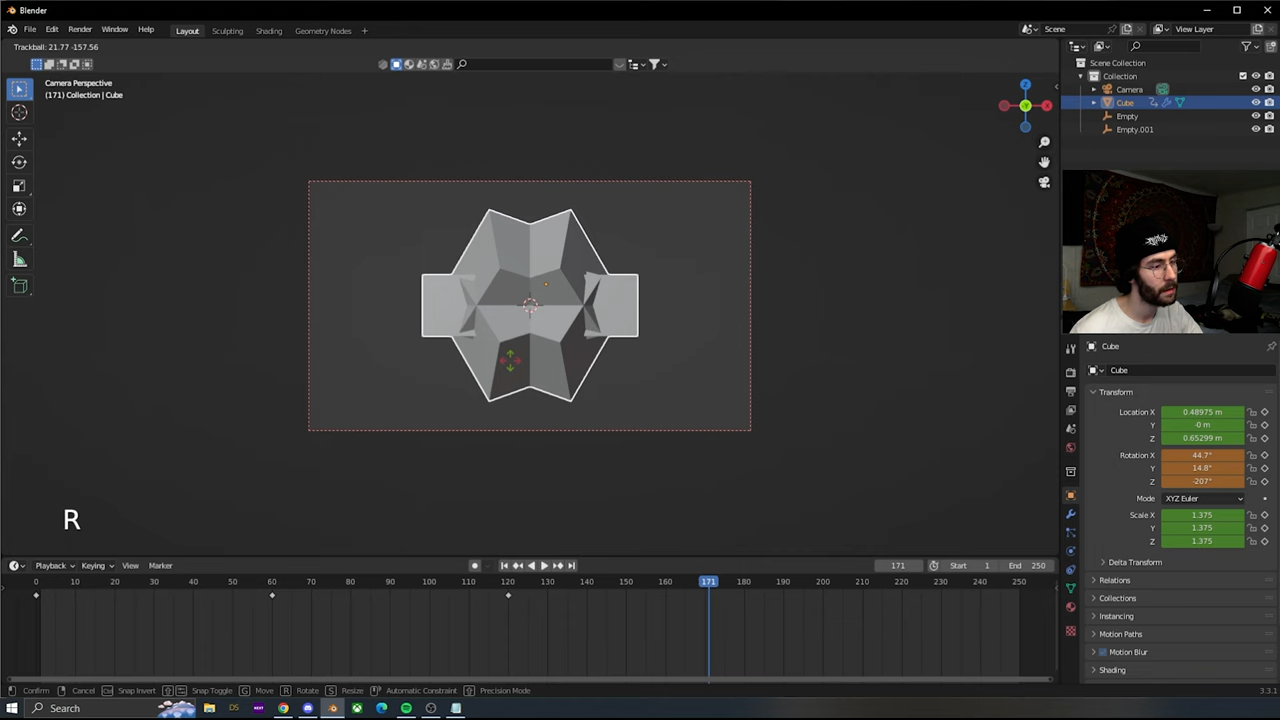 Blender
File Edit Render Window Help Layout Sculpting Shading Geometry Nodes + Scene View Layer
Trackball: 21.77 -157.56
Camera Perspective
(171) Collection | Cube
Z
X
Y
Scene Collection
Collection
Camera
Cube
Empty
Empty.001
R
Cube
Cube
Transform
Location X 0.48975 m
Y -0 m
Z 0.65299 m
Rotation X 44.7°
Y 14.8°
Z -207°
Mode XYZ Euler
Scale X 1.375
Y 1.375
Z 1.375
Delta Transform
Relations
Collections
Instancing
Motion Paths
Motion Blur
Shading
Playback Keying View Marker 171 Start 1 End 250
0 10 20 30 40 50 60 70 80 90 100 110 120 130 140 150 160 171 180 190 200 210 220 230 240 250
Confirm Cancel Snap Invert Snap Toggle G Move R Rotate S Resize Automatic Constraint Precision Mode 3.3.1
Search DS NEXT